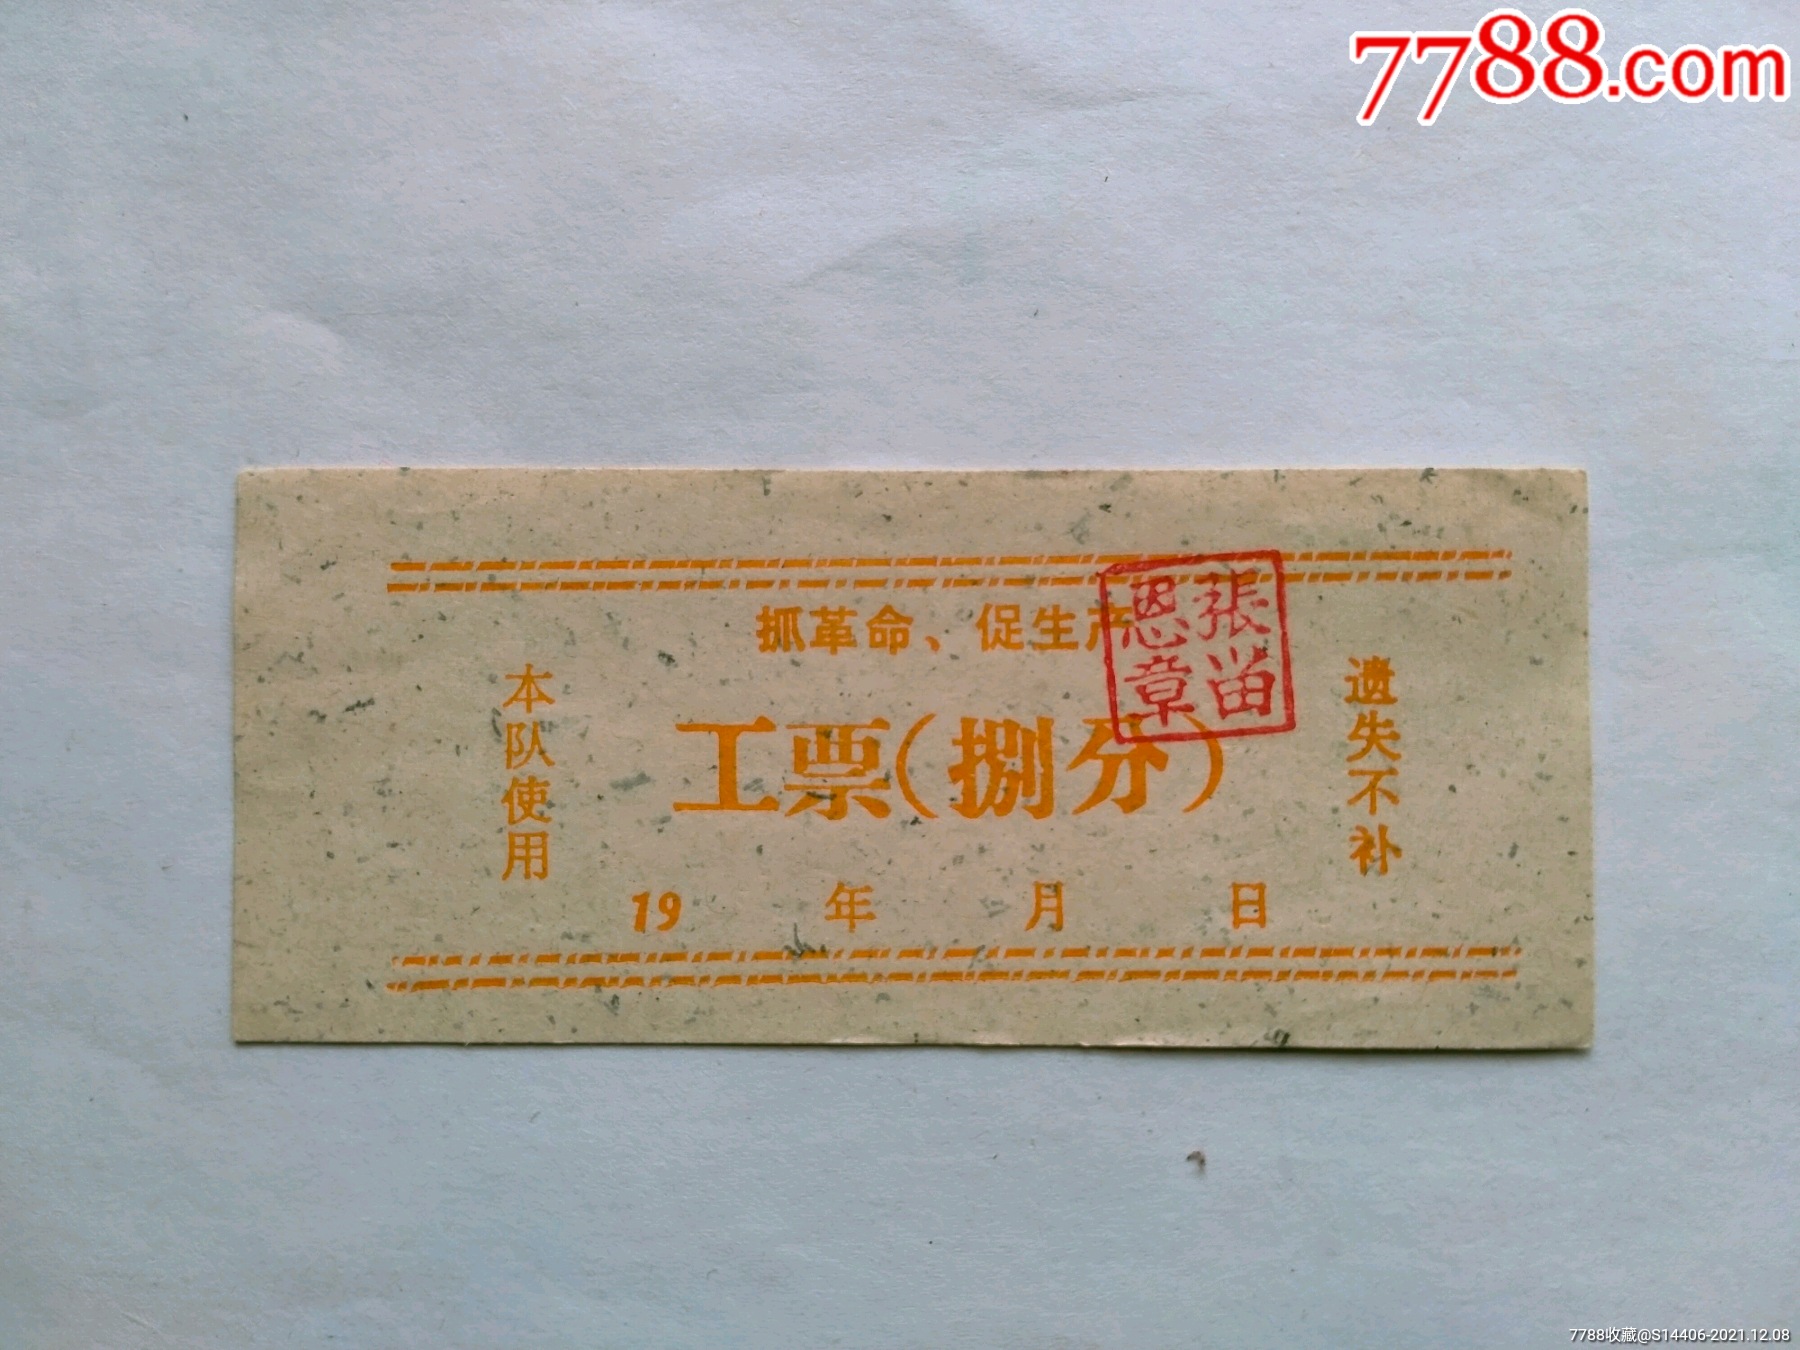 7788.com
抓革命、促生产
本队使用
工票(捌分)
遗失不补
19 年 月 日
張
恩章
7788收藏@S14406-2021.12.08